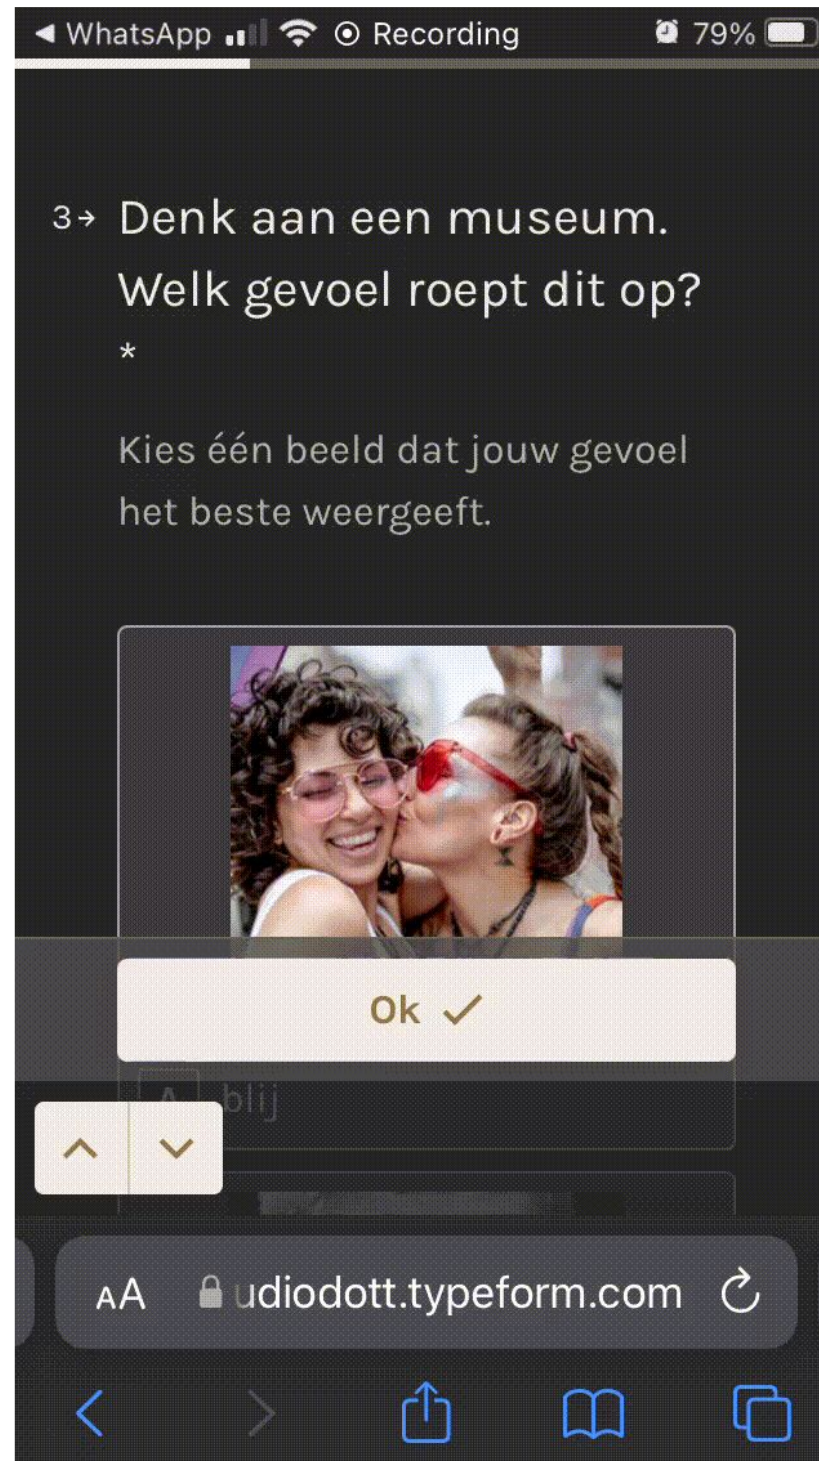 ◀ WhatsApp Recording 79%
3→ Denk aan een museum.
Welk gevoel roept dit op?
*
Kies één beeld dat jouw gevoel
het beste weergeeft.
Ok ✓
A blij
AA udiodott.typeform.com